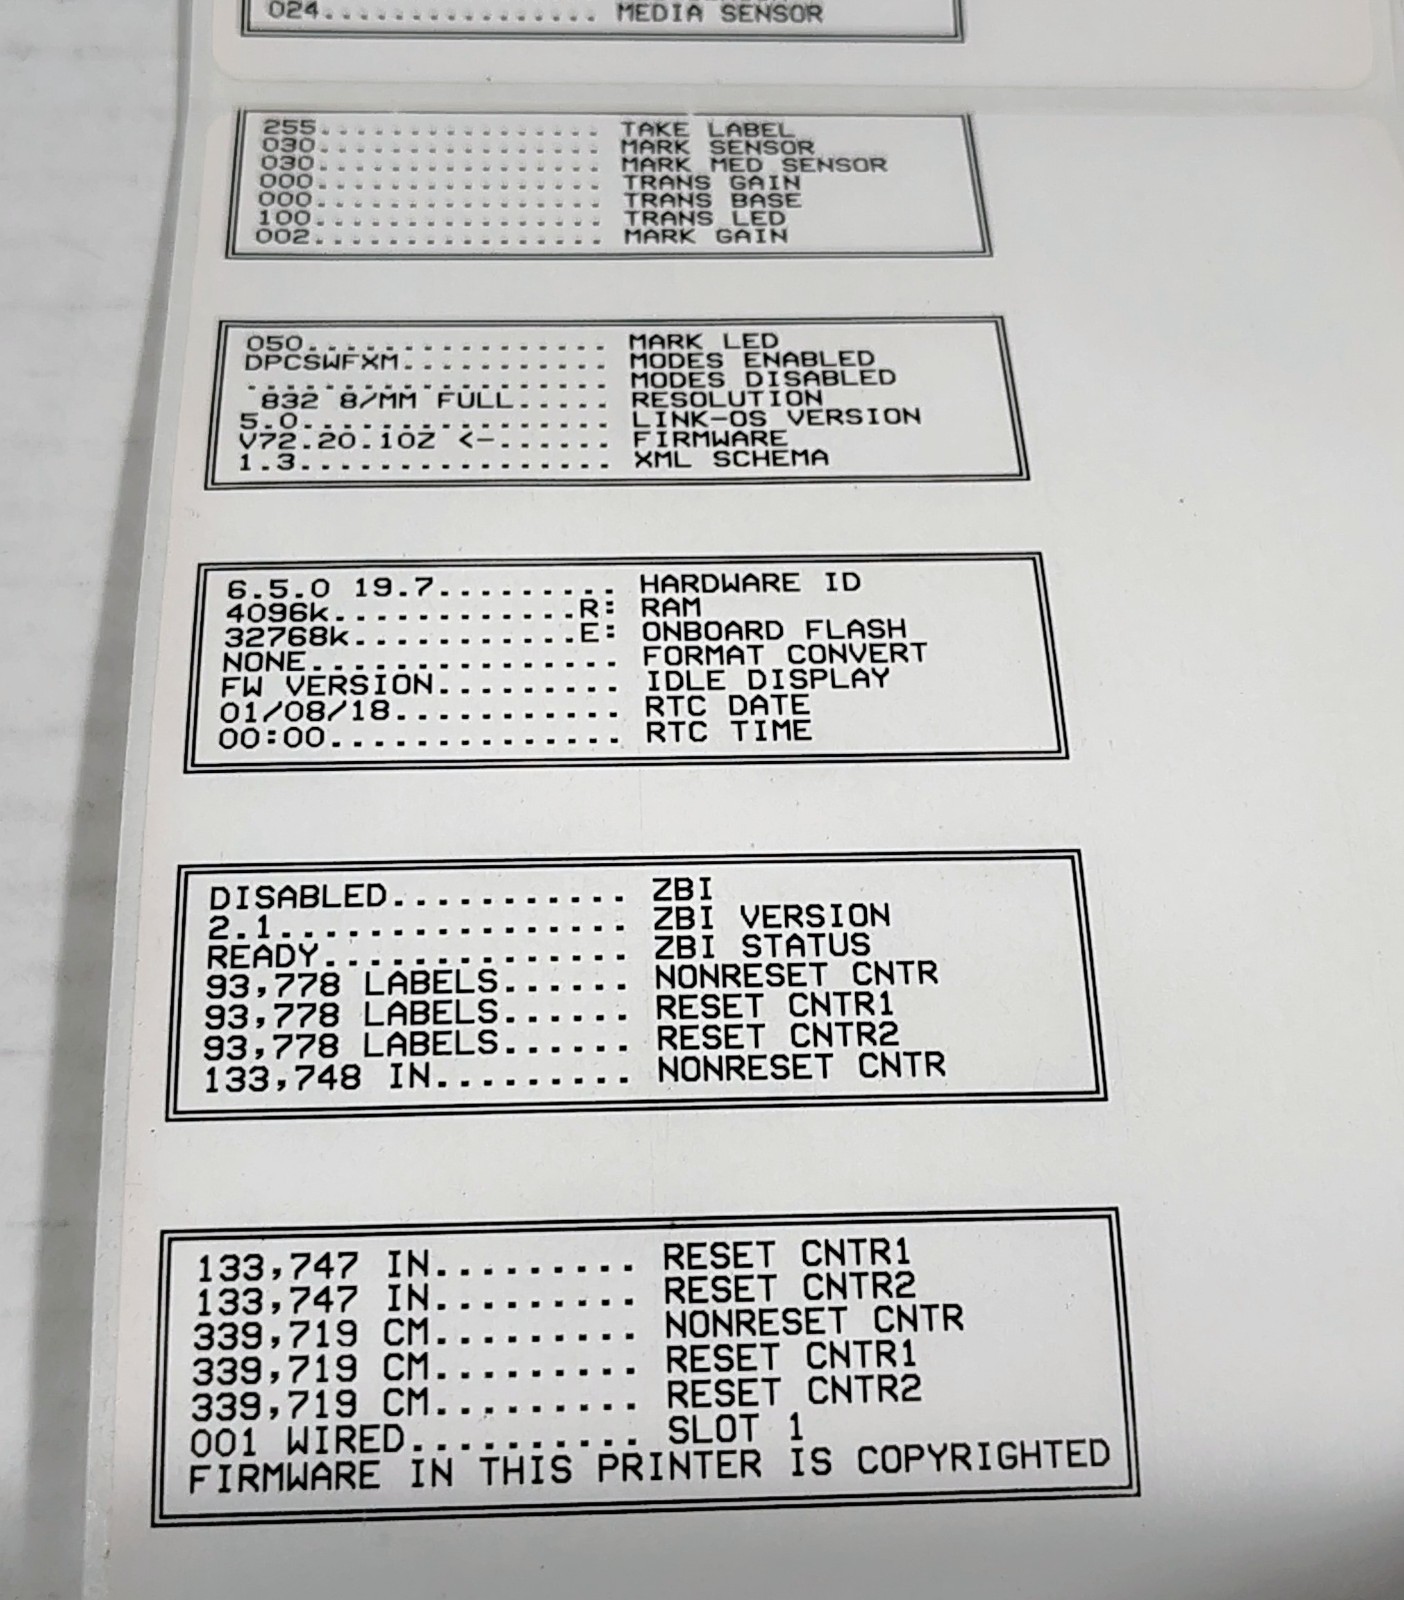 024............... MEDIA SENSOR
255................ TAKE LABEL
030................ MARK SENSOR
030................ MARK MED SENSOR
000................ TRANS GAIN
000................ TRANS BASE
100................ TRANS LED
002................ MARK GAIN
050................ MARK LED
DPCSWFXM........... MODES ENABLED
................... MODES DISABLED
832 8/MM FULL..... RESOLUTION
5.0................ LINK-OS VERSION
V72.20.10Z <-...... FIRMWARE
1.3................ XML SCHEMA
6.5.0 19.7......... HARDWARE ID
4096k............R: RAM
32768k...........E: ONBOARD FLASH
NONE............... FORMAT CONVERT
FW VERSION......... IDLE DISPLAY
01/08/18........... RTC DATE
00:00.............. RTC TIME
DISABLED........... ZBI
2.1................ ZBI VERSION
READY.............. ZBI STATUS
93,778 LABELS...... NONRESET CNTR
93,778 LABELS...... RESET CNTR1
93,778 LABELS...... RESET CNTR2
133,748 IN......... NONRESET CNTR
133,747 IN......... RESET CNTR1
133,747 IN......... RESET CNTR2
339,719 CM......... NONRESET CNTR
339,719 CM......... RESET CNTR1
339,719 CM......... RESET CNTR2
001 WIRED.......... SLOT 1
FIRMWARE IN THIS PRINTER IS COPYRIGHTED